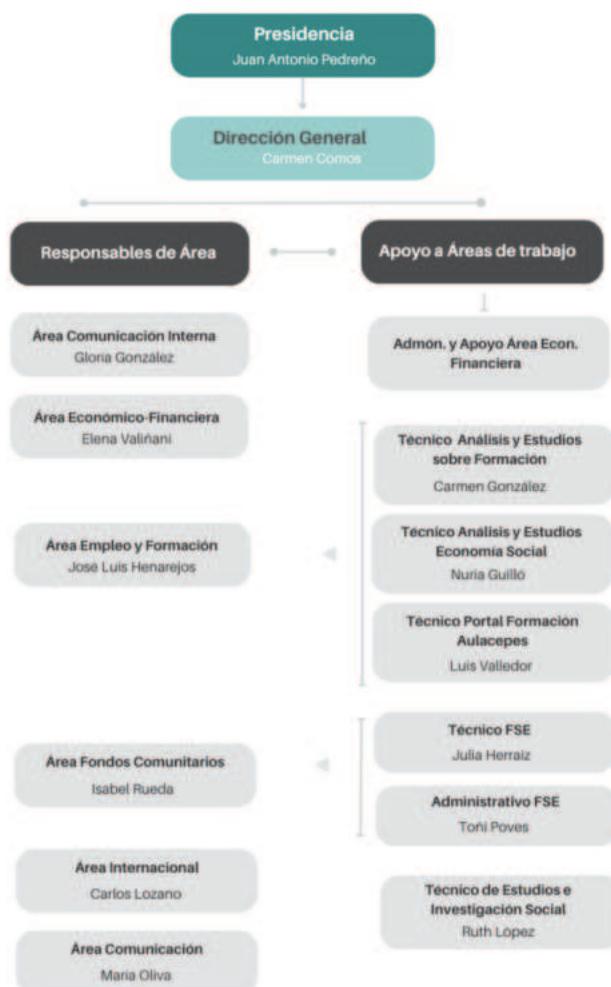 Presidencia
Juan Antonio Pedreño
Dirección General
Carmen Comos
Responsables de Área
Área Comunicación Interna
Gloria González
Área Económico-Financiera
Elena Valiñani
Área Empleo y Formación
José Luis Henarejos
Área Fondos Comunitarios
Isabel Rueda
Área Internacional
Carlos Lozano
Área Comunicación
María Oliva
Apoyo a Áreas de trabajo
Admón. y Apoyo Área Econ.
Financiera
Técnico Análisis y Estudios
sobre Formación
Carmen González
Técnico Análisis y Estudios
Economía Social
Nuria Guilló
Técnico Portal Formación
Aulacepes
Luis Valledor
Técnico FSE
Julia Herraiz
Administrativo FSE
Toñi Poves
Técnico de Estudios e
Investigación Social
Ruth López